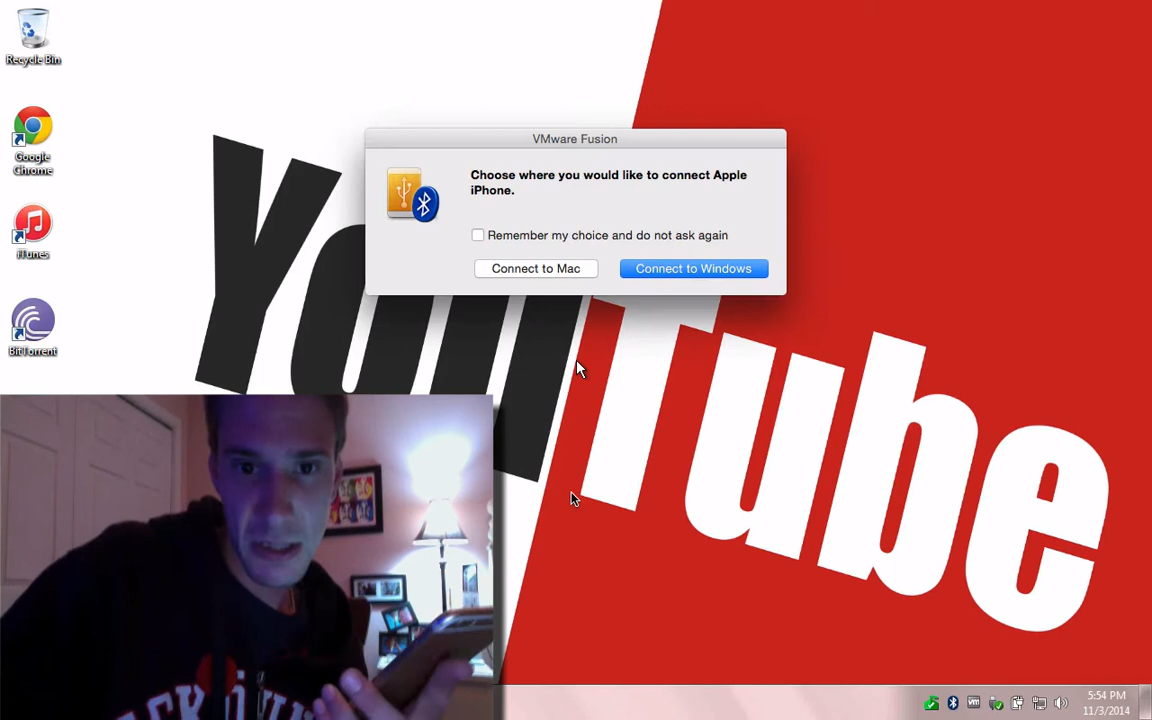 Recycle Bin
Google
Chrome
iTunes
BitTorrent
VMware Fusion
Choose where you would like to connect Apple
iPhone.
Remember my choice and do not ask again
Connect to Mac
Connect to Windows
Tube
5:54 PM
11/3/2014